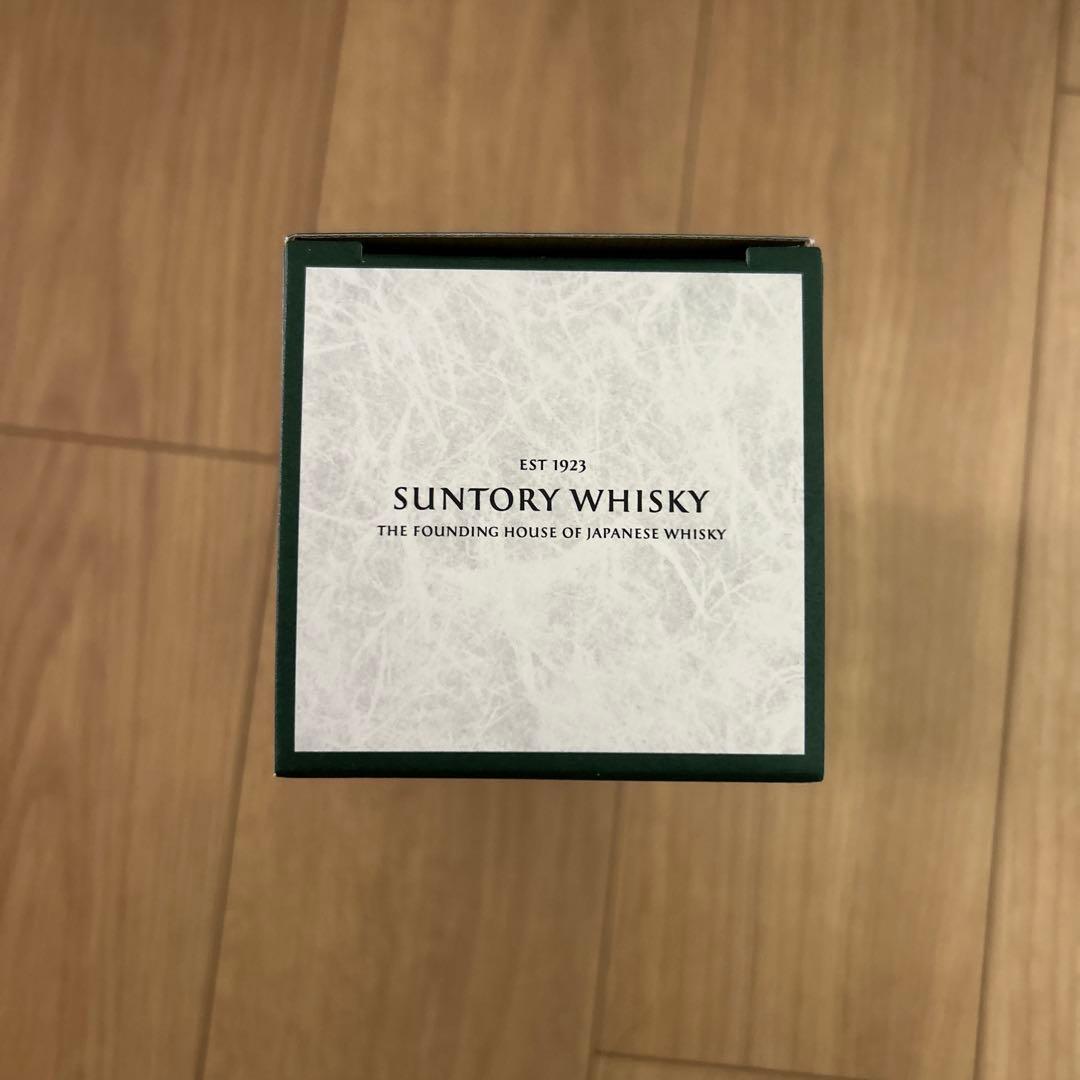 EST 1923
SUNTORY WHISKY
THE FOUNDING HOUSE OF JAPANESE WHISKY